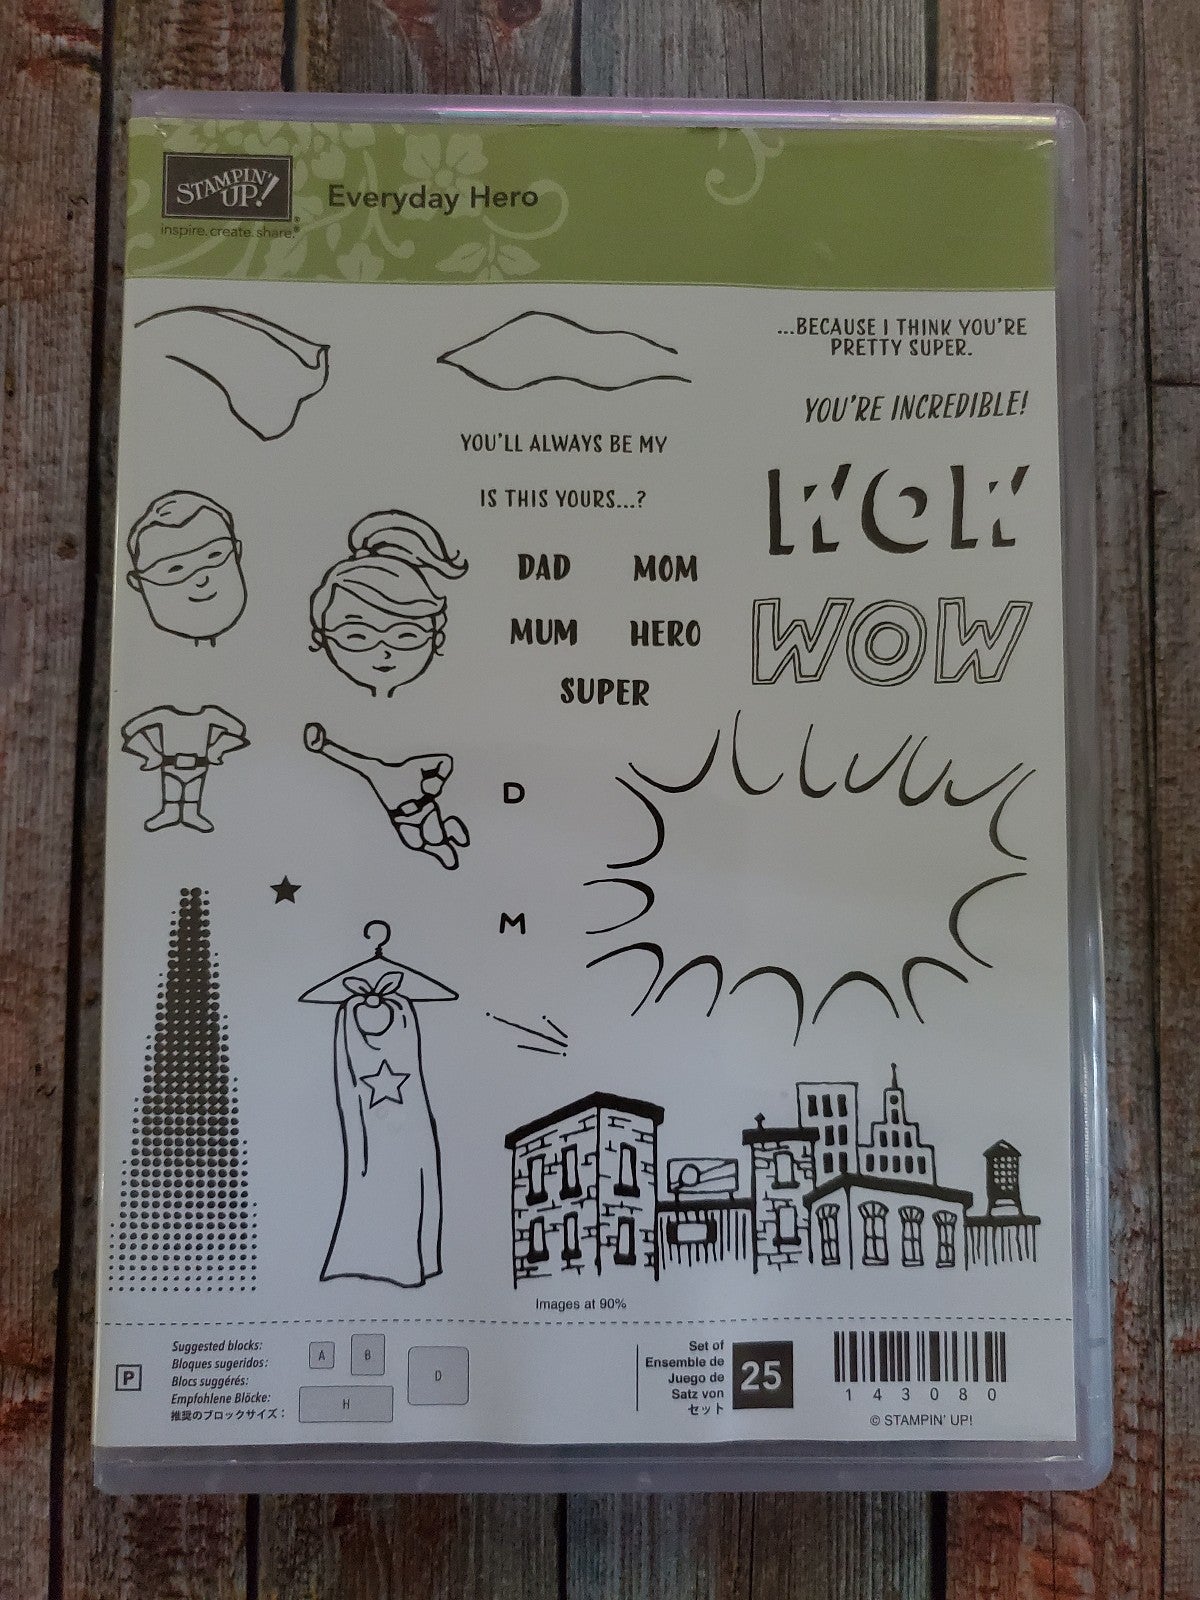 STAMPIN' UP!®
inspire. create. share.®
Everyday Hero
...BECAUSE I THINK YOU'RE
PRETTY SUPER.
YOU'RE INCREDIBLE!
YOU'LL ALWAYS BE MY
IS THIS YOURS...?
WOW
DAD MOM
MUM HERO
SUPER
WOW
D
M
Images at 90%
P
Suggested blocks:
Bloques sugeridos:
Blocs suggérés:
Empfohlene Blöcke:
推奨のブロックサイズ：
A
B
D
H
Set of
Ensemble de
Juego de
Satz von
セット
25
143080
© STAMPIN' UP!